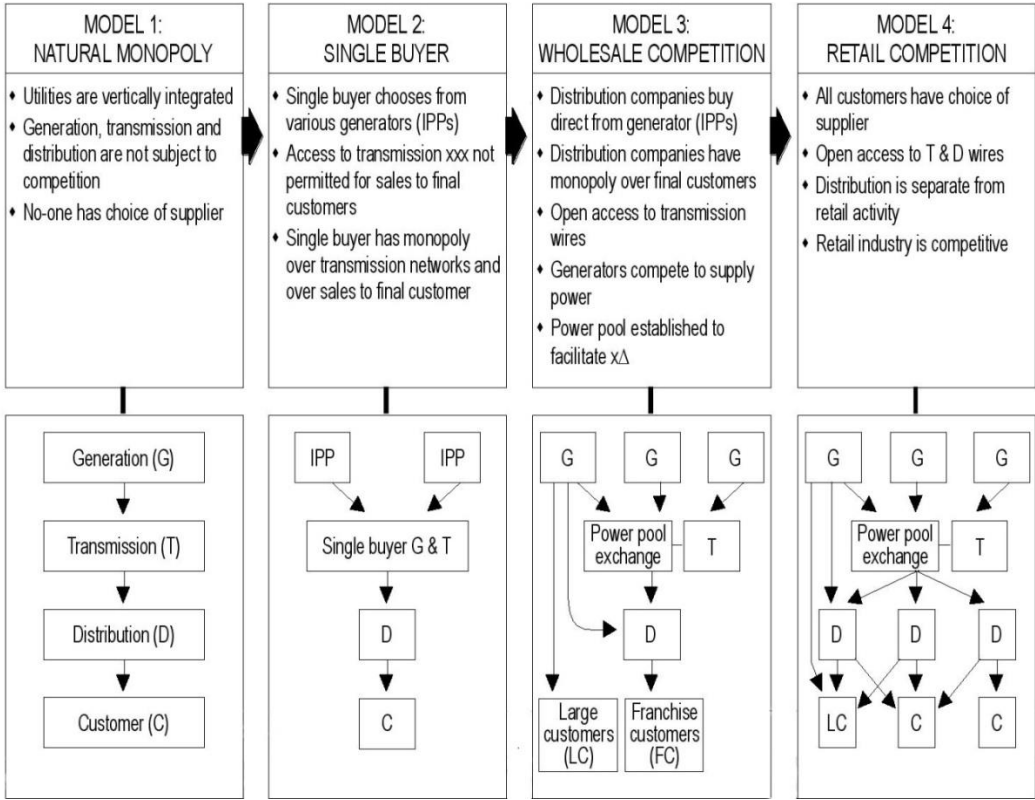 MODEL 1:
NATURAL MONOPOLY
♦ Utilities are vertically integrated
♦ Generation, transmission and
distribution are not subject to
competition
♦ No-one has choice of supplier
MODEL 2:
SINGLE BUYER
♦ Single buyer chooses from
various generators (IPPs)
♦ Access to transmission xxx not
permitted for sales to final
customers
♦ Single buyer has monopoly
over transmission networks and
over sales to final customer
MODEL 3:
WHOLESALE COMPETITION
♦ Distribution companies buy
direct from generator (IPPs)
♦ Distribution companies have
monopoly over final customers
♦ Open access to transmission
wires
♦ Generators compete to supply
power
♦ Power pool established to
facilitate xΔ
MODEL 4:
RETAIL COMPETITION
♦ All customers have choice of
supplier
♦ Open access to T & D wires
♦ Distribution is separate from
retail activity
♦ Retail industry is competitive
Generation (G)
Transmission (T)
Distribution (D)
Customer (C)
IPP IPP
Single buyer G & T
D
C
G G G
Power pool
exchange
T
D
Large
customers
(LC)
Franchise
customers
(FC)
G G G
Power pool
exchange
T
D D D
LC C C